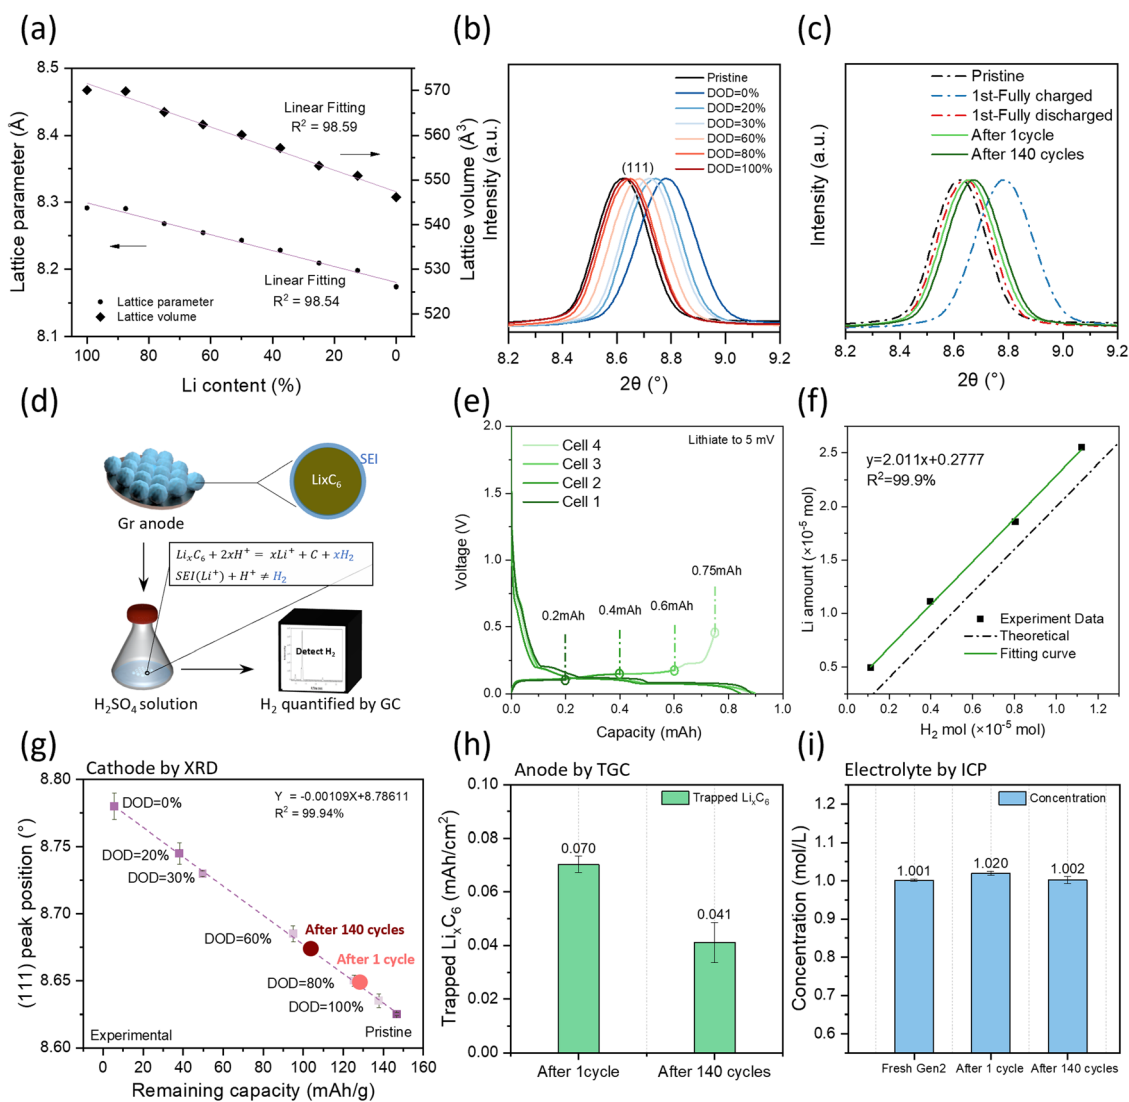 (a)
8.5
8.4
8.3
8.2
8.1
Lattice parameter (Å)
Linear Fitting
R² = 98.59
Linear Fitting
R² = 98.54
Lattice parameter
Lattice volume
570
560
550
540
530
520
Lattice volume (Å³)
100 80 60 40 20 0
Li content (%)
(b)
Intensity (a.u.)
Pristine
DOD=0%
DOD=20%
DOD=30%
DOD=60%
DOD=80%
DOD=100%
(111)
8.2 8.4 8.6 8.8 9.0 9.2
2θ (°)
(c)
Intensity (a.u.)
Pristine
1st-Fully charged
1st-Fully discharged
After 1cycle
After 140 cycles
8.2 8.4 8.6 8.8 9.0 9.2
2θ (°)
(d)
SEI
LixC₆
Gr anode
LiₓC₆ + 2xH⁺ = xLi⁺ + C + xH₂
SEI(Li⁺) + H⁺ ≠ H₂
Detect H₂
H₂SO₄ solution
H₂ quantified by GC
(e)
2.0
1.5
1.0
0.5
0.0
Voltage (V)
Cell 4
Cell 3
Cell 2
Cell 1
Lithiate to 5 mV
0.2mAh
0.4mAh
0.6mAh
0.75mAh
0.0 0.2 0.4 0.6 0.8 1.0
Capacity (mAh)
(f)
2.5
2.0
1.5
1.0
0.5
Li amount (×10⁻⁵ mol)
y=2.011x+0.2777
R²=99.9%
Experiment Data
Theoretical
Fitting curve
0.0 0.3 0.6 0.9 1.2
H₂ mol (×10⁻⁵ mol)
(g)
Cathode by XRD
8.80
8.75
8.70
8.65
8.60
(111) peak position (°)
Y = -0.00109X+8.78611
R² = 99.94%
DOD=0%
DOD=20%
DOD=30%
DOD=60%
After 140 cycles
After 1 cycle
DOD=80%
DOD=100%
Pristine
Experimental
0 20 40 60 80 100 120 140 160
Remaining capacity (mAh/g)
(h)
Anode by TGC
0.10
0.08
0.06
0.04
0.02
0.00
Trapped LiₓC₆ (mAh/cm²)
Trapped LiₓC₆
0.070
0.041
After 1cycle After 140 cycles
(i)
Electrolyte by ICP
1.2
1.1
1.0
0.9
0.8
0.7
0.6
Concentration (mol/L)
Concentration
1.001
1.020
1.002
Fresh Gen2 After 1 cycle After 140 cycles